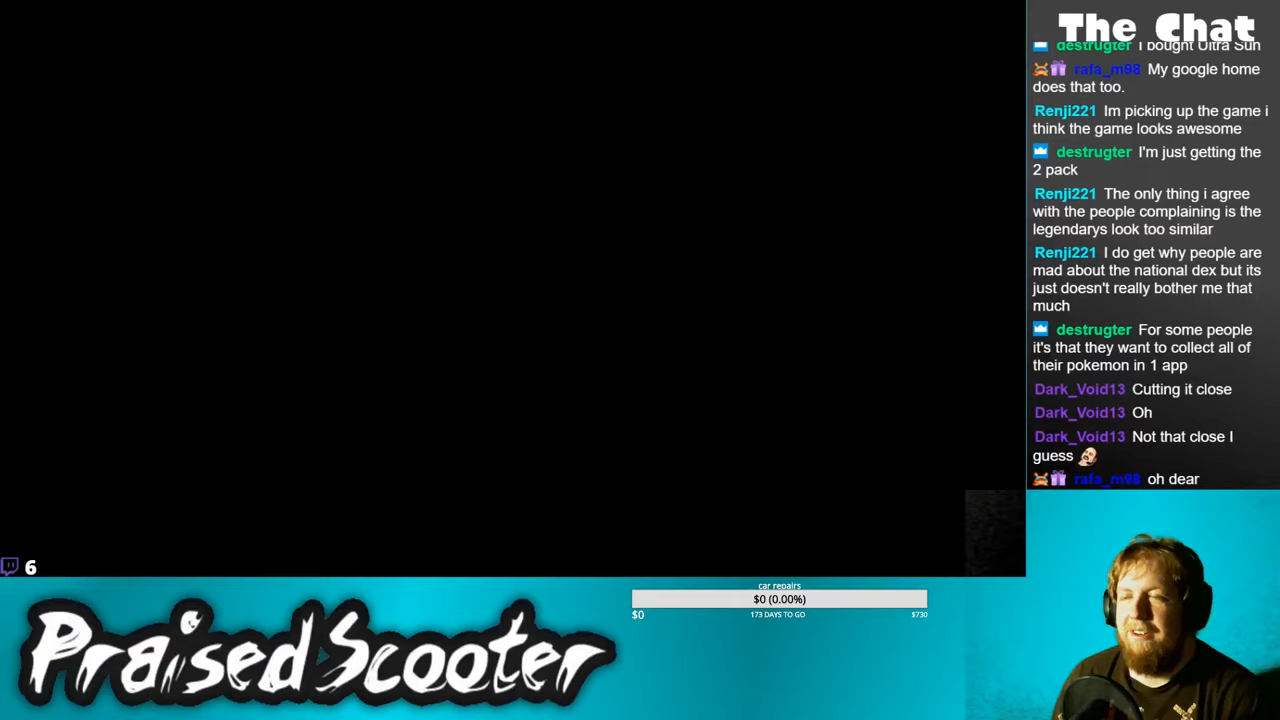 The Chat
destrugter I bought Ultra Sun
rafa_m98 My google home
does that too.
Renji221 Im picking up the game i
think the game looks awesome
destrugter I'm just getting the
2 pack
Renji221 The only thing i agree
with the people complaining is the
legendarys look too similar
Renji221 I do get why people are
mad about the national dex but its
just doesn't really bother me that
much
destrugter For some people
it's that they want to collect all of
their pokemon in 1 app
Dark_Void13 Cutting it close
Dark_Void13 Oh
Dark_Void13 Not that close I
guess
rafa_m98 oh dear
6
car repairs
$0 (0.00%)
$0 173 DAYS TO GO $730
PraisedScooter